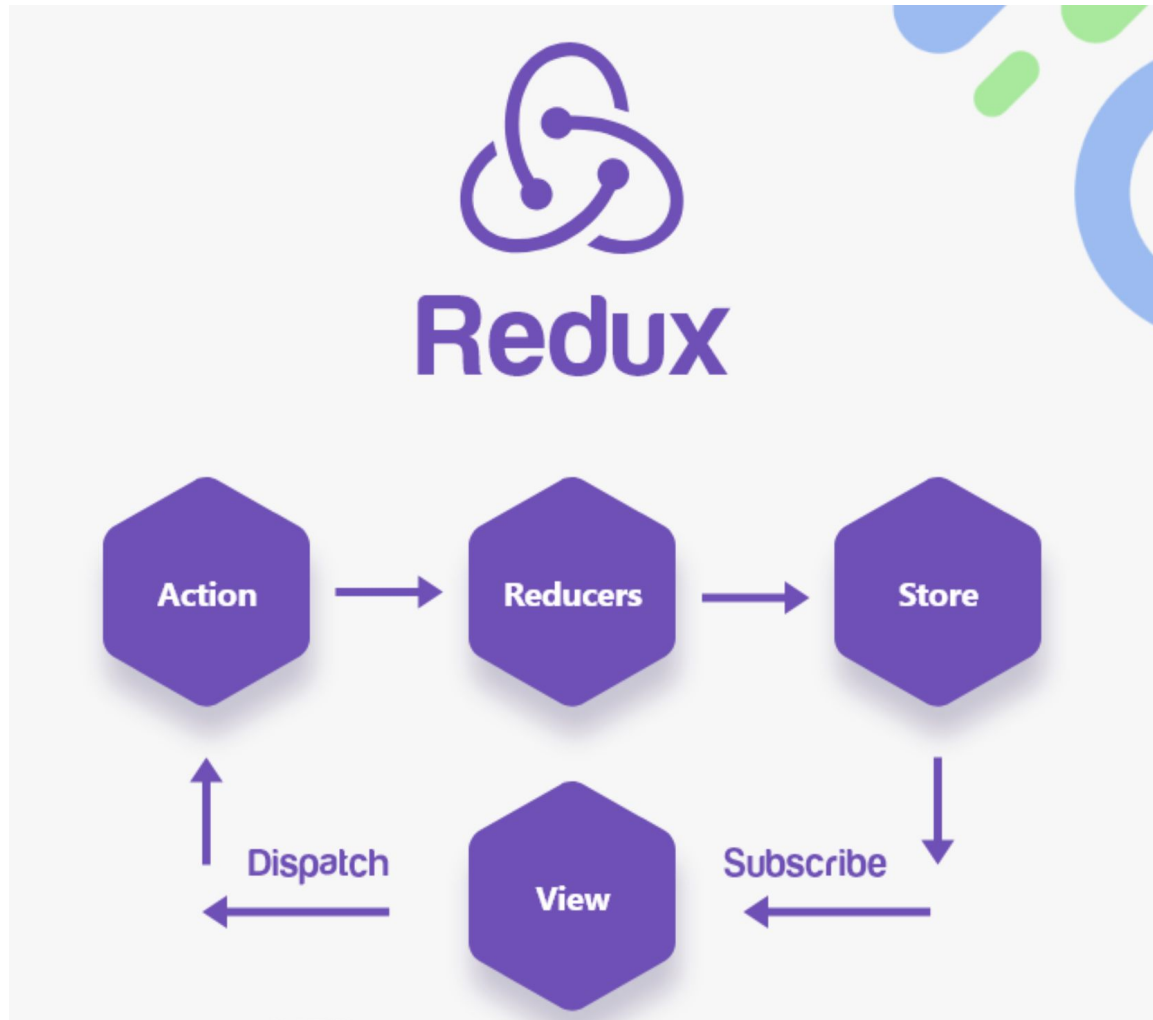 Redux
Action
Reducers
Store
Dispatch
Subscribe
View